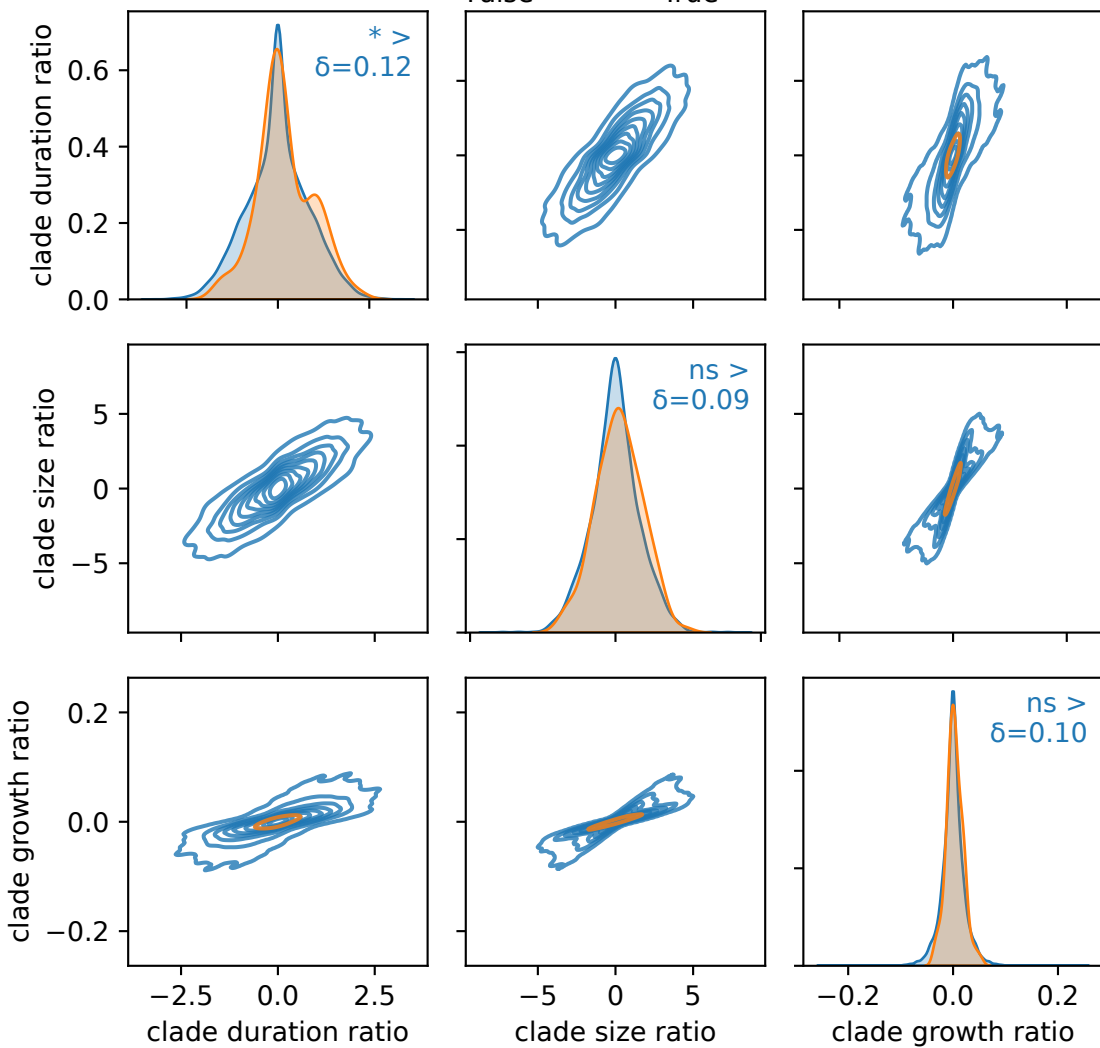 clade duration ratio
0.6
0.4
0.2
0.0
* >
δ=0.12
clade size ratio
5
0
−5
ns >
δ=0.09
clade growth ratio
0.2
0.0
−0.2
ns >
δ=0.10
−2.5 0.0 2.5
−5 0 5
−0.2 0.0 0.2
clade duration ratio
clade size ratio
clade growth ratio